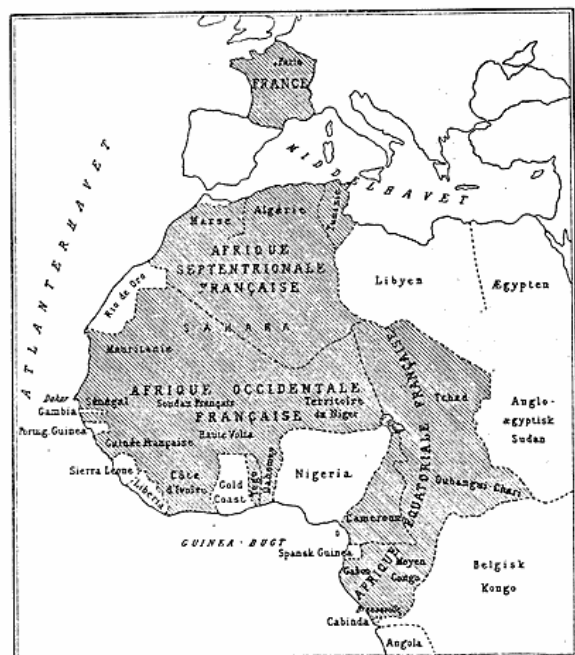 Paris
FRANCE
ATLANTERHAVET
MIDDELHAVET
Maroc
Algérie
Tunisie
AFRIQUE
SEPTENTRIONALE
FRANÇAISE
Rio de Oro
Libyen
Ægypten
SAHARA
Mauritanie
AFRIQUE OCCIDENTALE
FRANÇAISE
Dakar
Sénégal
Soudan Français
Territoire
du Niger
Tchad
AFRIQUE ÉQUATORIALE FRANÇAISE
Anglo-
ægyptisk
Sudan
Gambia
Portug. Guinea
Guinée Française
Haute Volta
Sierra Leone
Liberia
Côte
d'Ivoire
Gold
Coast
Togo
Dahomey
Nigeria
Oubangui Chari
Cameroun
GUINEA-BUGT
Spansk Guinea
Gabon
Moyen
Congo
Belgisk
Kongo
Cabinda
Angola